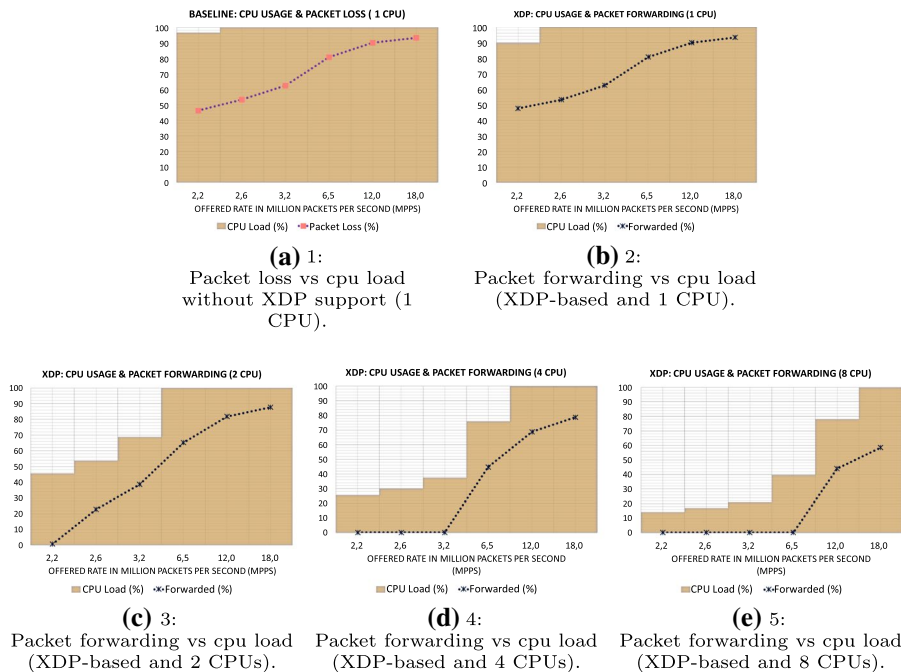 BASELINE: CPU USAGE & PACKET LOSS ( 1 CPU)
100
90
80
70
60
50
40
30
20
10
0
2,2 2,6 3,2 6,5 12,0 18,0
OFFERED RATE IN MILLION PACKETS PER SECOND (MPPS)
CPU Load (%) Packet Loss (%)
(a) 1:
Packet loss vs cpu load
without XDP support (1
CPU).
XDP: CPU USAGE & PACKET FORWARDING (1 CPU)
100
90
80
70
60
50
40
30
20
10
0
2,2 2,6 3,2 6,5 12,0 18,0
OFFERED RATE IN MILLION PACKETS PER SECOND (MPPS)
CPU Load (%) Forwarded (%)
(b) 2:
Packet forwarding vs cpu load
(XDP-based and 1 CPU).
XDP: CPU USAGE & PACKET FORWARDING (2 CPU)
100
90
80
70
60
50
40
30
20
10
0
2,2 2,6 3,2 6,5 12,0 18,0
OFFERED RATE IN MILLION PACKETS PER SECOND (MPPS)
CPU Load (%) Forwarded (%)
(c) 3:
Packet forwarding vs cpu load
(XDP-based and 2 CPUs).
XDP: CPU USAGE & PACKET FORWARDING (4 CPU)
100
90
80
70
60
50
40
30
20
10
0
2,2 2,6 3,2 6,5 12,0 18,0
OFFERED RATE IN MILLION PACKETS PER SECOND
(MPPS)
CPU Load (%) Forwarded (%)
(d) 4:
Packet forwarding vs cpu load
(XDP-based and 4 CPUs).
XDP: CPU USAGE & PACKET FORWARDING (8 CPU)
100
90
80
70
60
50
40
30
20
10
0
2,2 2,6 3,2 6,5 12,0 18,0
OFFERED RATE IN MILLION PACKETS PER SECOND
(MPPS)
CPU Load (%) Forwarded (%)
(e) 5:
Packet forwarding vs cpu load
(XDP-based and 8 CPUs).